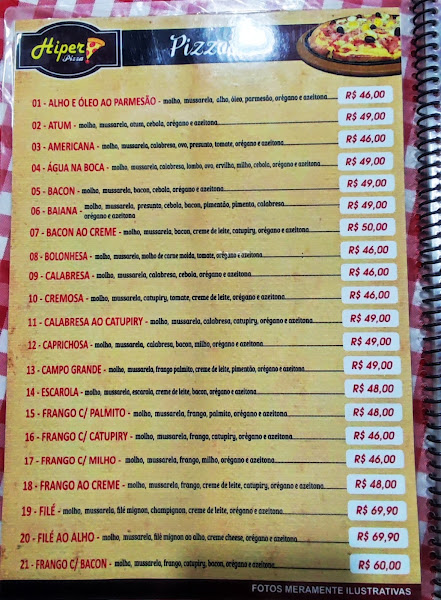 Hiper
Pizza
Pizza
01 - ALHO E ÓLEO AO PARMESÃO - molho, mussarela, alho, óleo, parmesão, orégano e azeitona R$ 46,00
02 - ATUM - molho, mussarela, atum, cebola, orégano e azeitona R$ 49,00
03 - AMERICANA - molho, mussarela, calabresa, ovo, presunto, tomate, orégano e azeitona R$ 46,00
04 - ÁGUA NA BOCA - molho, mussarela, calabresa, lombo, ovo, ervilha, milho, cebola, orégano e azeitona R$ 49,00
05 - BACON - molho, mussarela, bacon, cebola, orégano e azeitona R$ 49,00
06 - BAIANA - molho, mussarela, presunto, cebola, bacon, pimentão, pimenta, calabresa R$ 49,00
orégano e azeitona
07 - BACON AO CREME - molho, mussarela, bacon, creme de leite, catupiry, orégano e azeitona R$ 50,00
08 - BOLONHESA - molho, mussarela, molho de carne moída, tomate, orégano e azeitona R$ 46,00
09 - CALABRESA - molho, mussarela, calabresa, cebola, orégano e azeitona R$ 46,00
10 - CREMOSA - molho, mussarela, catupiry, tomate, creme de leite, orégano e azeitona R$ 46,00
11 - CALABRESA AO CATUPIRY - molho, mussarela, calabresa, catupiry, orégano e azeitona R$ 49,00
12 - CAPRICHOSA - molho, mussarela, calabresa, bacon, milho, orégano e azeitona R$ 49,00
13 - CAMPO GRANDE - molho, mussarela, frango palmito, creme de leite, pimentão, orégano e azeitona R$ 49,00
14 - ESCAROLA - molho, mussarela, escarola, creme de leite, bacon, orégano e azeitona R$ 48,00
15 - FRANGO C/ PALMITO - molho, mussarela, frango, palmito, orégano e azeitona R$ 48,00
16 - FRANGO C/ CATUPIRY - molho, mussarela, frango, catupiry, orégano e azeitona R$ 46,00
17 - FRANGO C/ MILHO - molho, mussarela, frango, milho, orégano e azeitona R$ 46,00
18 - FRANGO AO CREME - molho, mussarela, frango, creme de leite, catupiry, orégano e azeitona R$ 48,00
19 - FILÉ - molho, mussarela, filé mignon, champignon, creme de leite, orégano e azeitona R$ 69,90
20 - FILÉ AO ALHO - molho, mussarela, filé mignon ao alho, creme cheese, orégano e azeitona R$ 69,90
21 - FRANGO C/ BACON - molho, mussarela, frango, catupiry, bacon, orégano e azeitona R$ 60,00
FOTOS MERAMENTE ILUSTRATIVAS